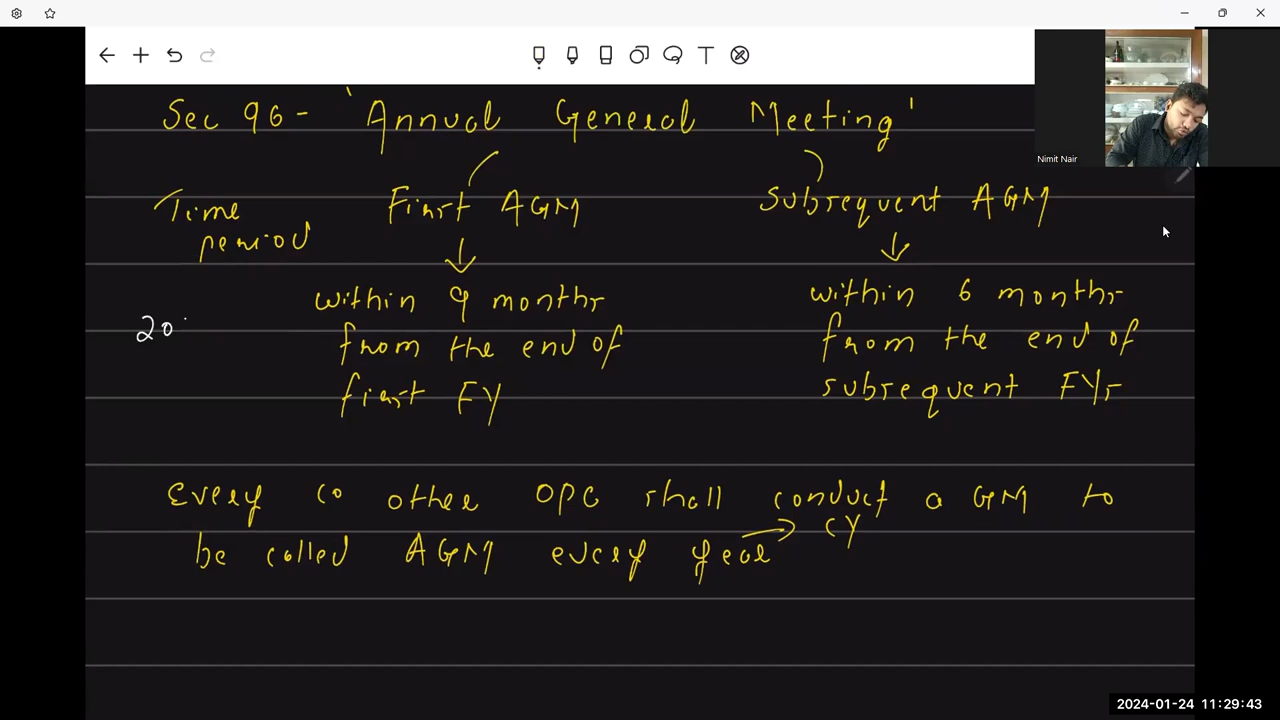 Nimit Nair
Sec 96- 'Annual General Meeting'
Time period
First AGM
Subsequent AGM
within 9 months
from the end of
first FY
within 6 months
from the end of
subsequent FYs
20
Every co other OPC shall conduct a GM to
be called AGM every year → CY
2024-01-24 11:29:43